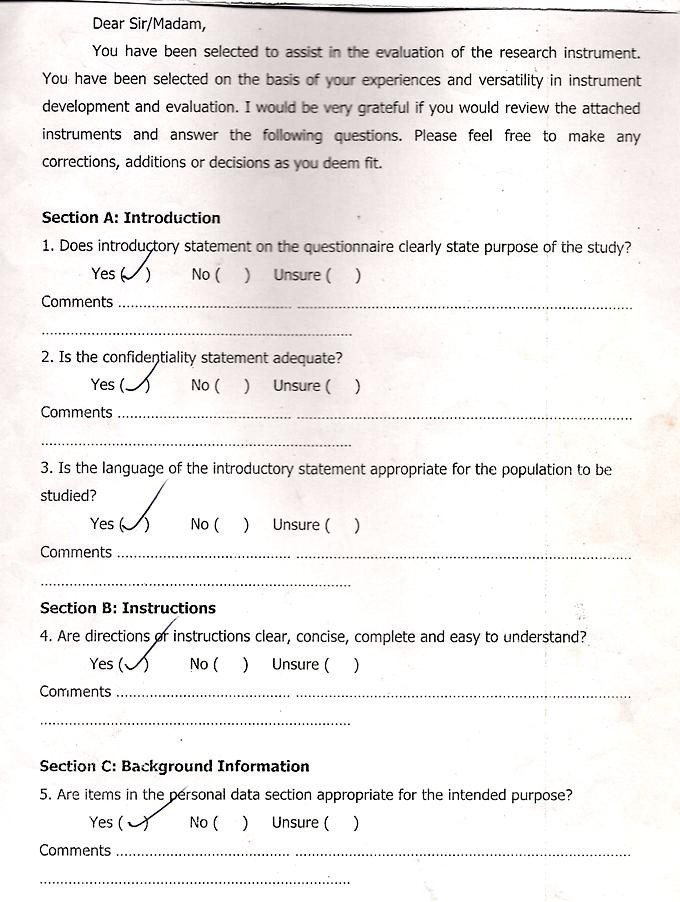 Dear Sir/Madam,
You have been selected to assist in the evaluation of the research instrument.
You have been selected on the basis of your experiences and versatility in instrument
development and evaluation. I would be very grateful if you would review the attached
instruments and answer the following questions. Please feel free to make any
corrections, additions or decisions as you deem fit.
Section A: Introduction
1. Does introductory statement on the questionnaire clearly state purpose of the study?
Yes (✓) No ( ) Unsure ( )
Comments ........................................................................
................................................
2. Is the confidentiality statement adequate?
Yes (✓) No ( ) Unsure ( )
Comments ........................................................................
................................................
3. Is the language of the introductory statement appropriate for the population to be
studied?
Yes (✓) No ( ) Unsure ( )
Comments ........................................................................
................................................
Section B: Instructions
4. Are directions or instructions clear, concise, complete and easy to understand?
Yes (✓) No ( ) Unsure ( )
Comments ........................................................................
................................................
Section C: Background Information
5. Are items in the personal data section appropriate for the intended purpose?
Yes (✓) No ( ) Unsure ( )
Comments ........................................................................
................................................